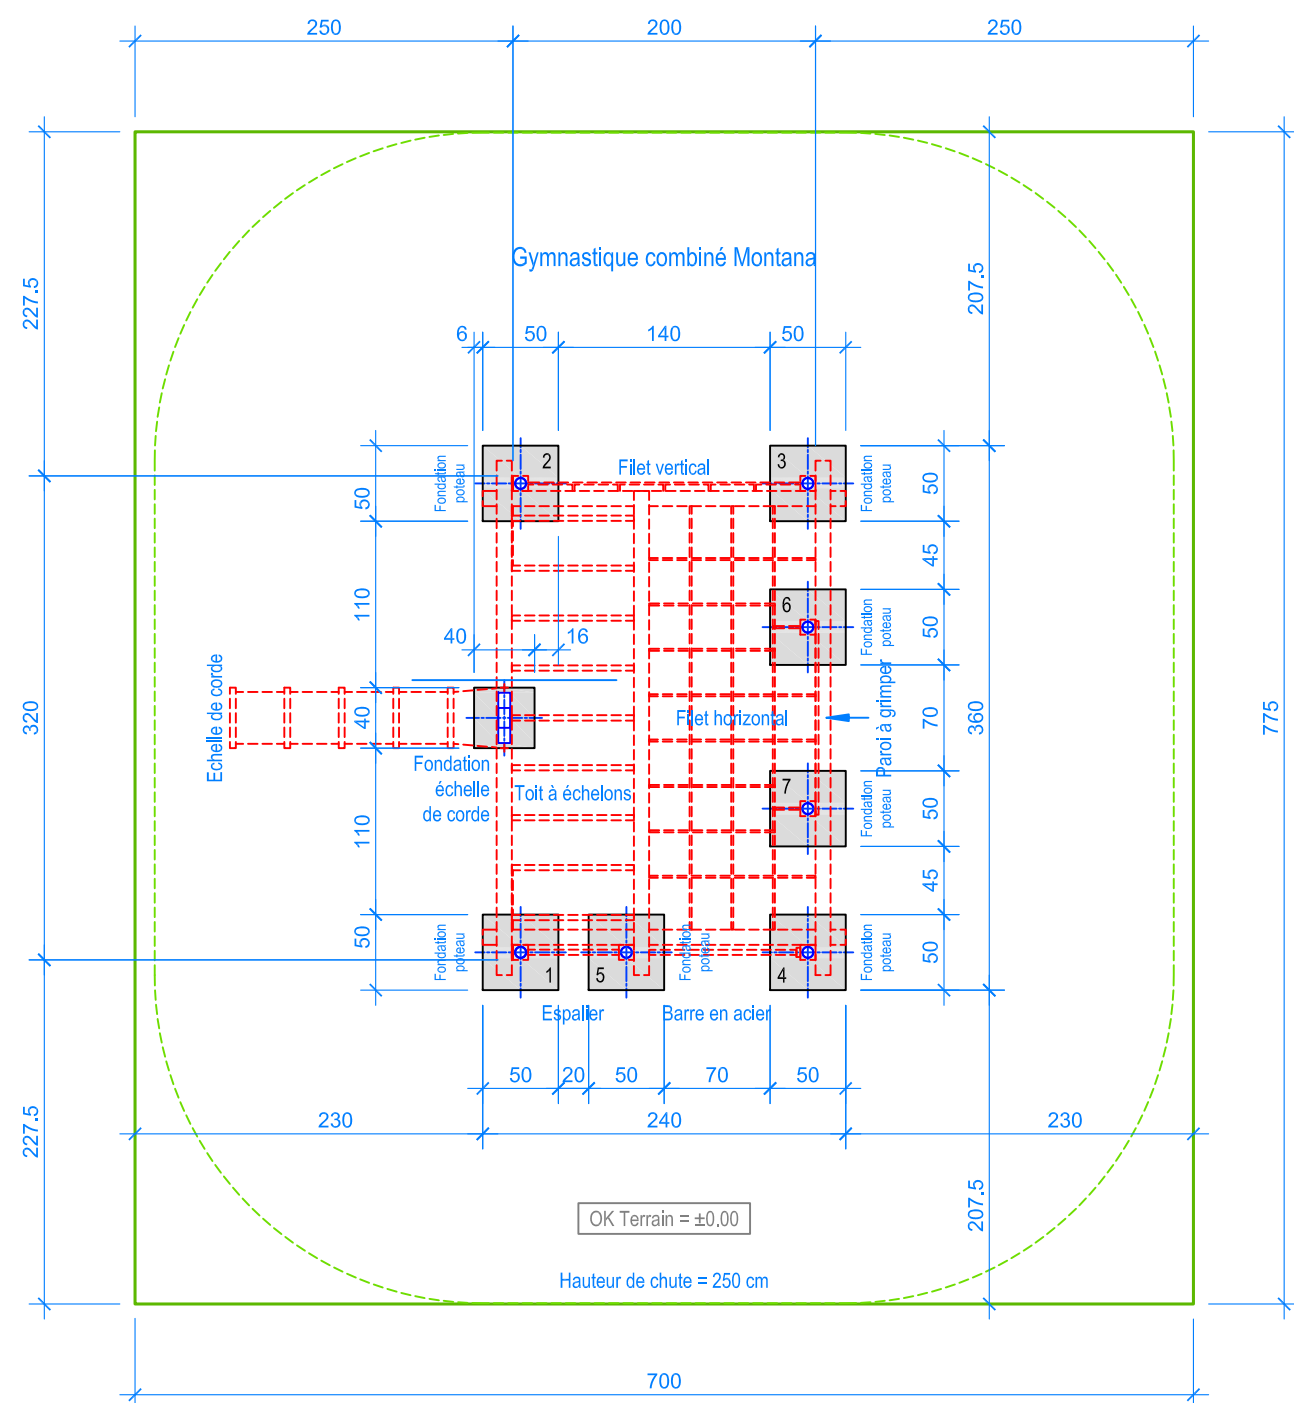 250
200
250
227.5
207.5
Gymnastique combiné Montana
6
50
140
50
Fondation
poteau
2
Filet vertical
3
Fondation
poteau
50
50
45
110
6
Fondation
poteau
50
40
16
Echelle de corde
320
40
Filet horizontal
Paroi à grimper
70
360
775
Fondation
échelle
de corde
Toit à échelons
7
Fondation
poteau
50
110
45
50
Fondation
poteau
1
5
Fondation
poteau
4
Fondation
poteau
50
Espalier
Barre en acier
50
20
50
70
50
230
240
230
227.5
207.5
OK Terrain = ±0.00
Hauteur de chute = 250 cm
700